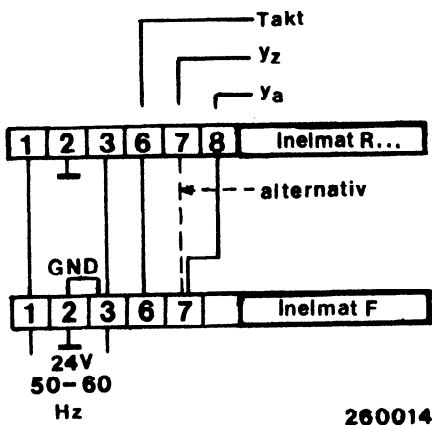 Takt
yz
ya
1 2 3 6 7 8 Inelmat R...
alternativ
GND
1 2 3 6 7 Inelmat F
24V
50-60
Hz
260014